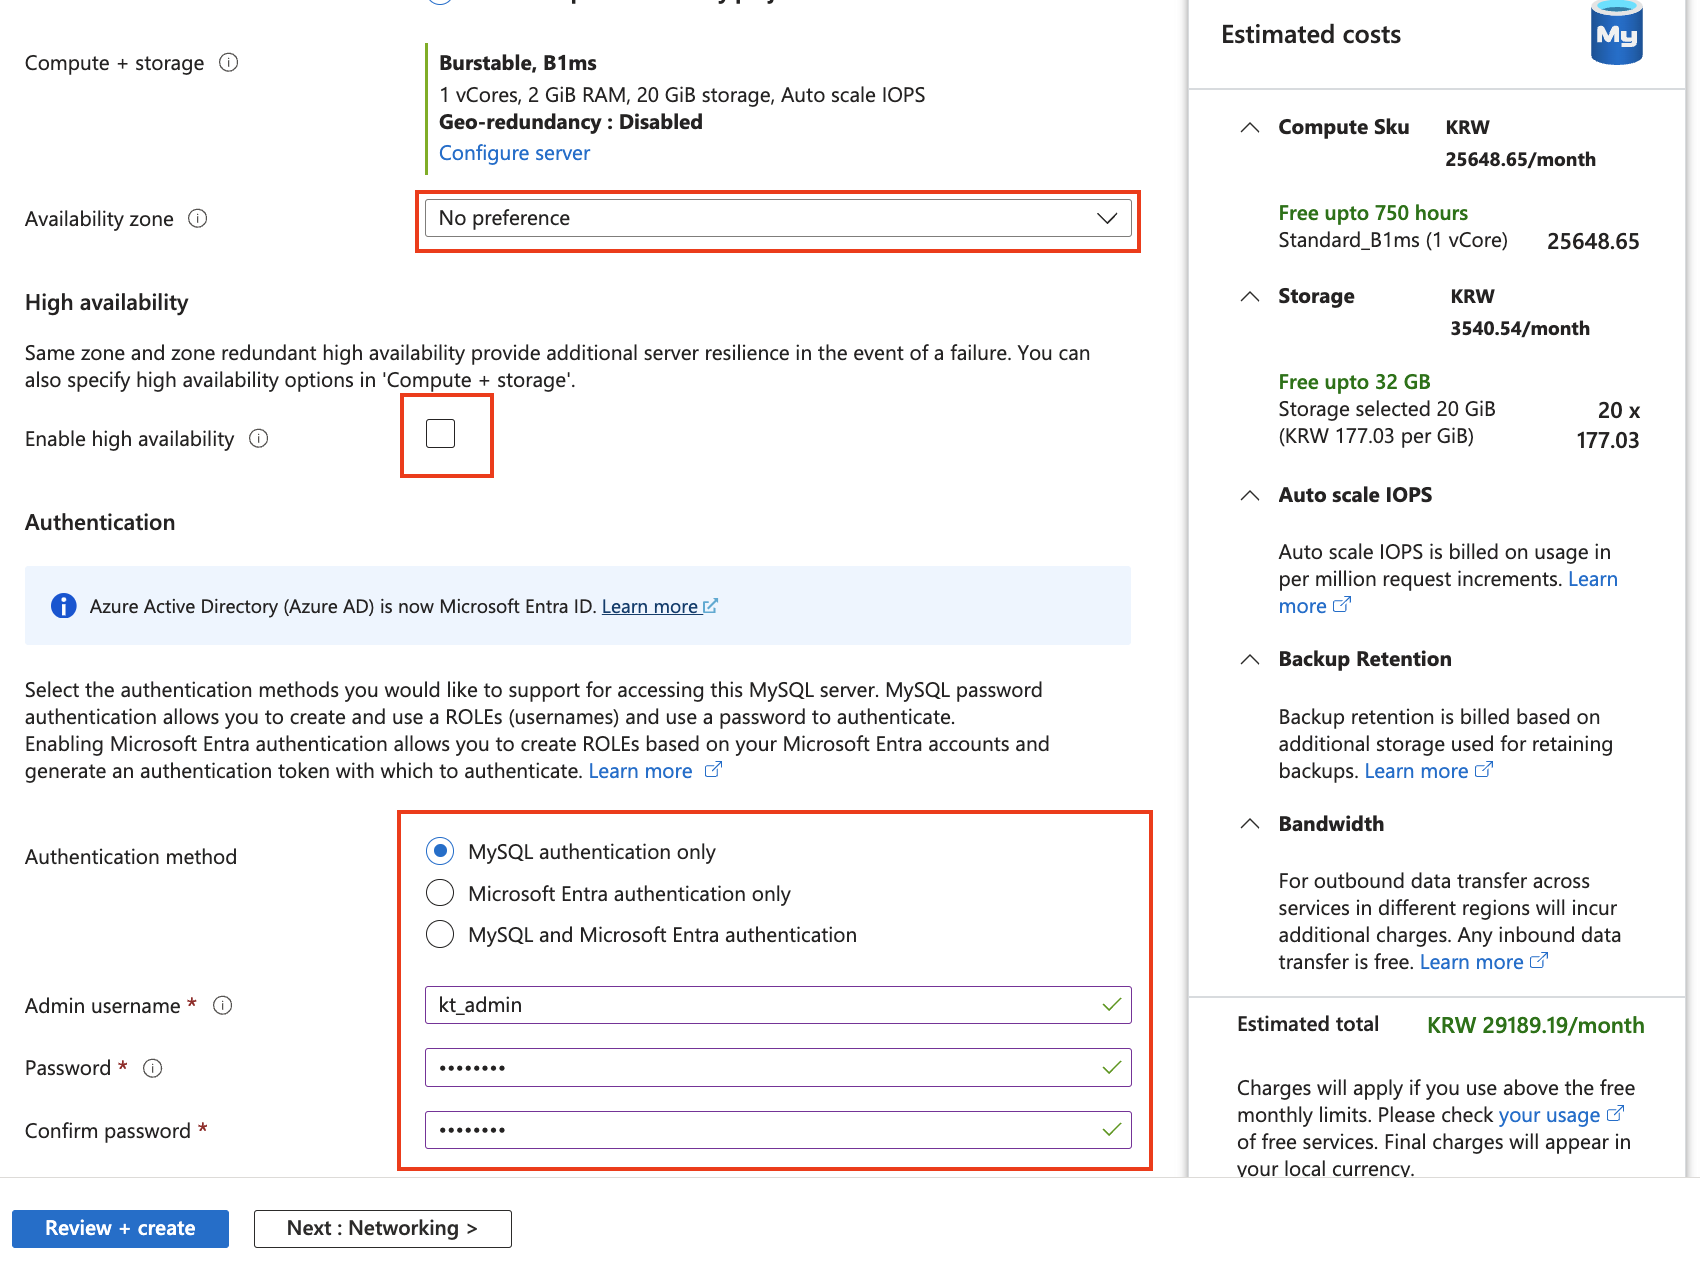 Compute + storage
Burstable, B1ms
1 vCores, 2 GiB RAM, 20 GiB storage, Auto scale IOPS
Geo-redundancy : Disabled
Configure server
Availability zone
No preference
High availability
Same zone and zone redundant high availability provide additional server resilience in the event of a failure. You can
also specify high availability options in 'Compute + storage'.
Enable high availability
Authentication
Azure Active Directory (Azure AD) is now Microsoft Entra ID. Learn more
Select the authentication methods you would like to support for accessing this MySQL server. MySQL password
authentication allows you to create and use a ROLEs (usernames) and use a password to authenticate.
Enabling Microsoft Entra authentication allows you to create ROLEs based on your Microsoft Entra accounts and
generate an authentication token with which to authenticate. Learn more
Authentication method
MySQL authentication only
Microsoft Entra authentication only
MySQL and Microsoft Entra authentication
Admin username *
kt_admin
Password *
••••••••
Confirm password *
••••••••
Review + create
Next : Networking >
Estimated costs
My
Compute Sku
KRW
25648.65/month
Free upto 750 hours
Standard_B1ms (1 vCore)
25648.65
Storage
KRW
3540.54/month
Free upto 32 GB
Storage selected 20 GiB
(KRW 177.03 per GiB)
20 x
177.03
Auto scale IOPS
Auto scale IOPS is billed on usage in
per million request increments. Learn
more
Backup Retention
Backup retention is billed based on
additional storage used for retaining
backups. Learn more
Bandwidth
For outbound data transfer across
services in different regions will incur
additional charges. Any inbound data
transfer is free. Learn more
Estimated total
KRW 29189.19/month
Charges will apply if you use above the free
monthly limits. Please check your usage
of free services. Final charges will appear in
your local currency.